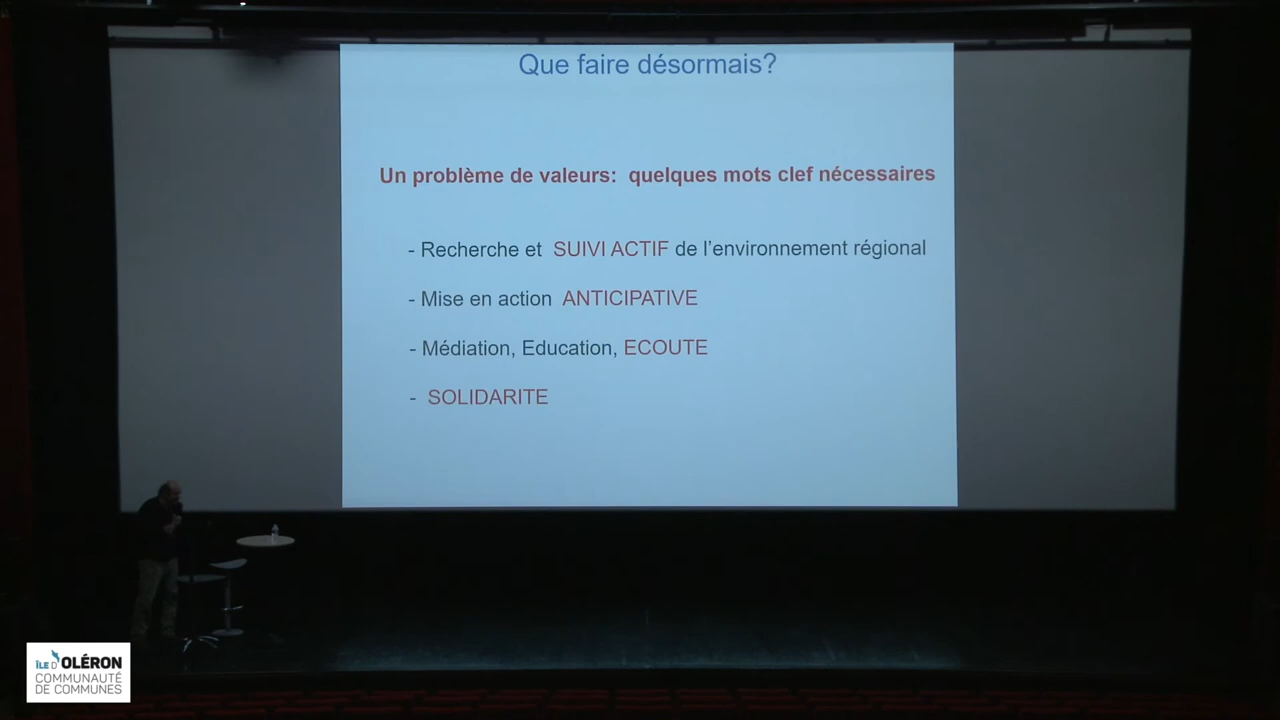 Que faire désormais?
Un problème de valeurs: quelques mots clef nécessaires
- Recherche et SUIVI ACTIF de l'environnement régional
- Mise en action ANTICIPATIVE
- Médiation, Education, ECOUTE
- SOLIDARITE
ÎLE D'OLÉRON
COMMUNAUTÉ
DE COMMUNES